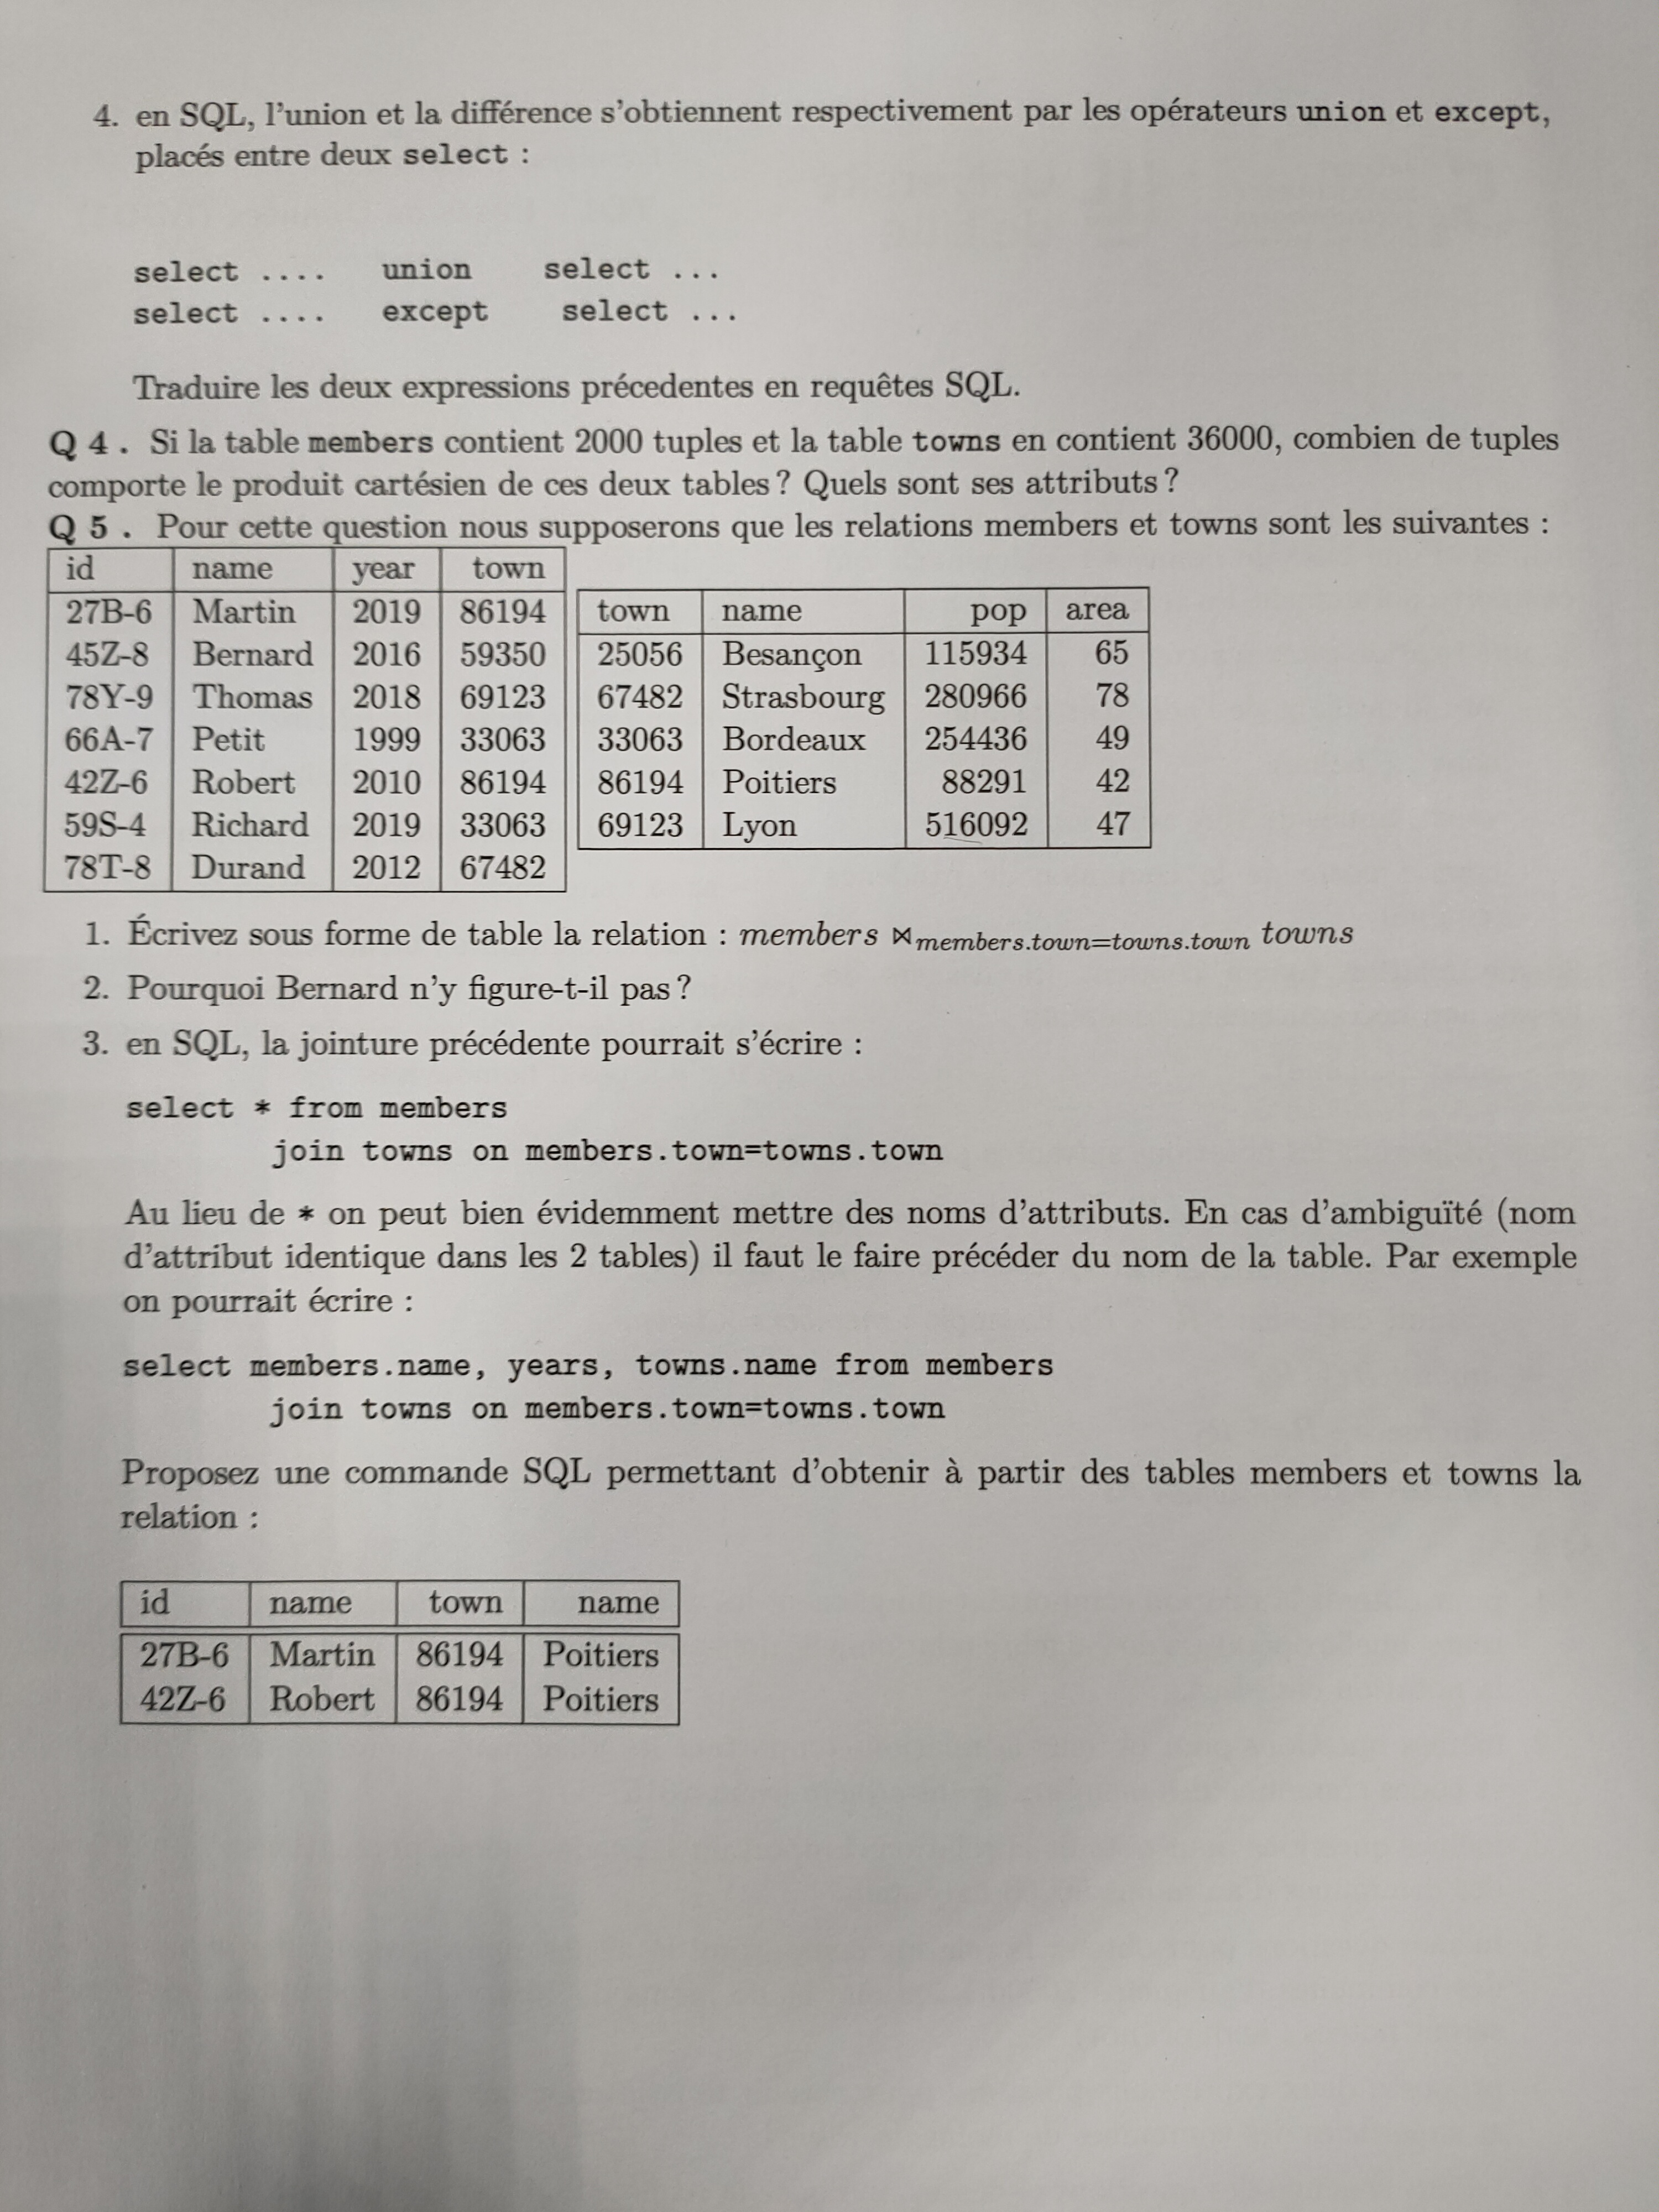 4. en SQL, l'union et la différence s'obtiennent respectivement par les opérateurs union et except,
placés entre deux select :
select .... union select ...
select .... except select ...
Traduire les deux expressions précedentes en requêtes SQL.
Q 4 . Si la table members contient 2000 tuples et la table towns en contient 36000, combien de tuples
comporte le produit cartésien de ces deux tables ? Quels sont ses attributs ?
Q 5 . Pour cette question nous supposerons que les relations members et towns sont les suivantes :
id name year town
27B-6 Martin 2019 86194
45Z-8 Bernard 2016 59350
78Y-9 Thomas 2018 69123
66A-7 Petit 1999 33063
42Z-6 Robert 2010 86194
59S-4 Richard 2019 33063
78T-8 Durand 2012 67482
town name pop area
25056 Besançon 115934 65
67482 Strasbourg 280966 78
33063 Bordeaux 254436 49
86194 Poitiers 88291 42
69123 Lyon 516092 47
1. Écrivez sous forme de table la relation : members ⋈members.town=towns.town towns
2. Pourquoi Bernard n'y figure-t-il pas ?
3. en SQL, la jointure précédente pourrait s'écrire :
select * from members
join towns on members.town=towns.town
Au lieu de * on peut bien évidemment mettre des noms d'attributs. En cas d'ambiguïté (nom
d'attribut identique dans les 2 tables) il faut le faire précéder du nom de la table. Par exemple
on pourrait écrire :
select members.name, years, towns.name from members
join towns on members.town=towns.town
Proposez une commande SQL permettant d'obtenir à partir des tables members et towns la
relation :
id name town name
27B-6 Martin 86194 Poitiers
42Z-6 Robert 86194 Poitiers